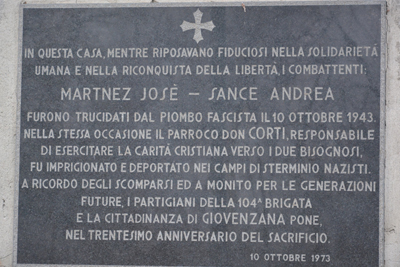 IN QUESTA CASA, MENTRE RIPOSAVANO FIDUCIOSI NELLA SOLIDARIETÀ
UMANA E NELLA RICONQUISTA DELLA LIBERTÀ, I COMBATTENTI:
MARTNEZ JOSÈ – SANCE ANDREA
FURONO TRUCIDATI DAL PIOMBO FASCISTA IL 10 OTTOBRE 1943.
NELLA STESSA OCCASIONE IL PARROCO DON CORTI, RESPONSABILE
DI ESERCITARE LA CARITÀ CRISTIANA VERSO I DUE BISOGNOSI,
FU IMPRIGIONATO E DEPORTATO NEI CAMPI DI STERMINIO NAZISTI.
A RICORDO DEGLI SCOMPARSI ED A MONITO PER LE GENERAZIONI
FUTURE, I PARTIGIANI DELLA 104ᴬ BRIGATA
E LA CITTADINANZA DI GIOVENZANA PONE,
NEL TRENTESIMO ANNIVERSARIO DEL SACRIFICIO.
10 OTTOBRE 1973